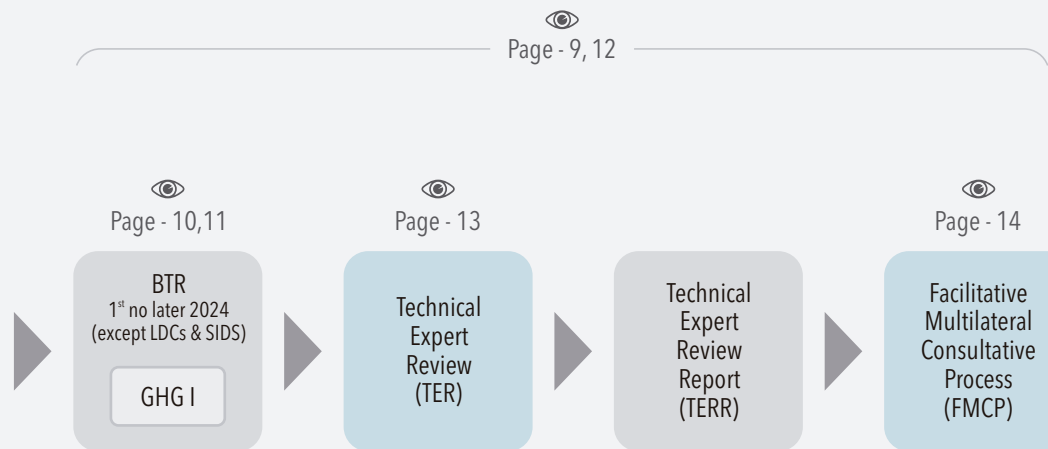 Page - 9, 12
Page - 10,11
Page - 13
Page - 14
BTR
1st no later 2024
(except LDCs & SIDS)
GHG I
Technical
Expert
Review
(TER)
Technical
Expert
Review
Report
(TERR)
Facilitative
Multilateral
Consultative
Process
(FMCP)